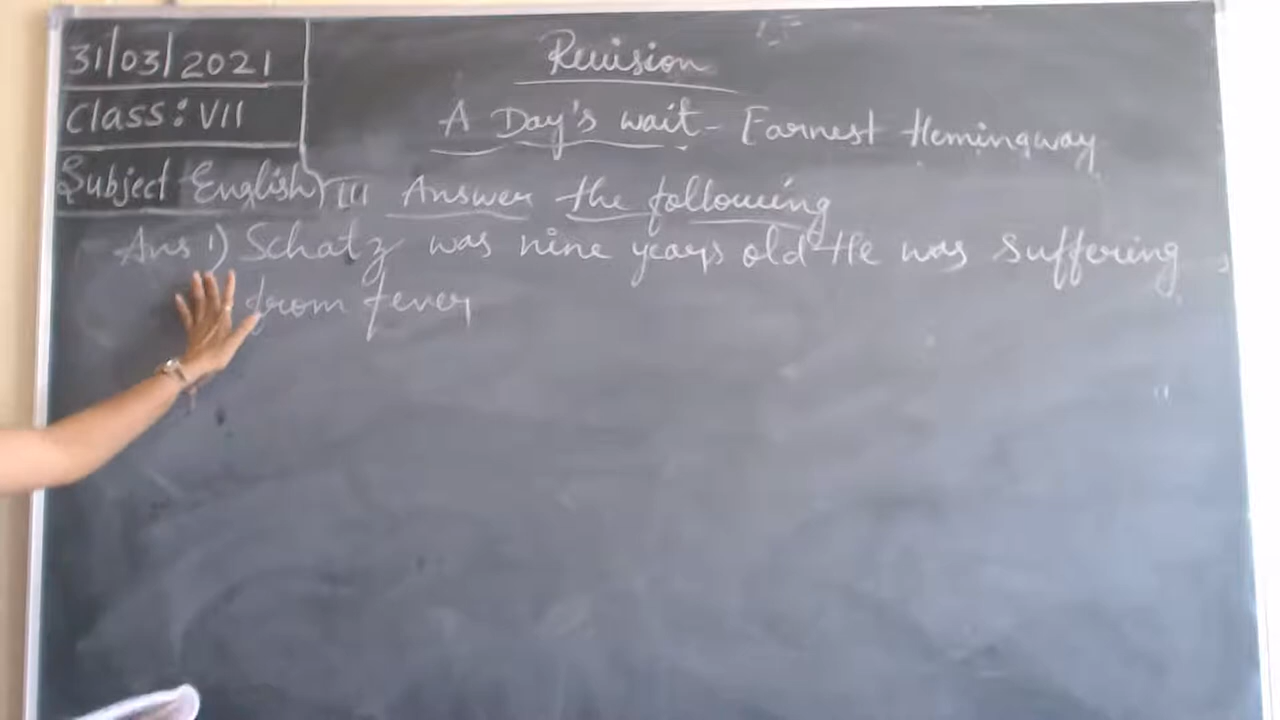 31/03/2021
Class: VII
Subject English
Revision
A Day's wait - Earnest Hemingway
III Answer the following
Ans 1) Schatz was nine years old He was suffering
from fever